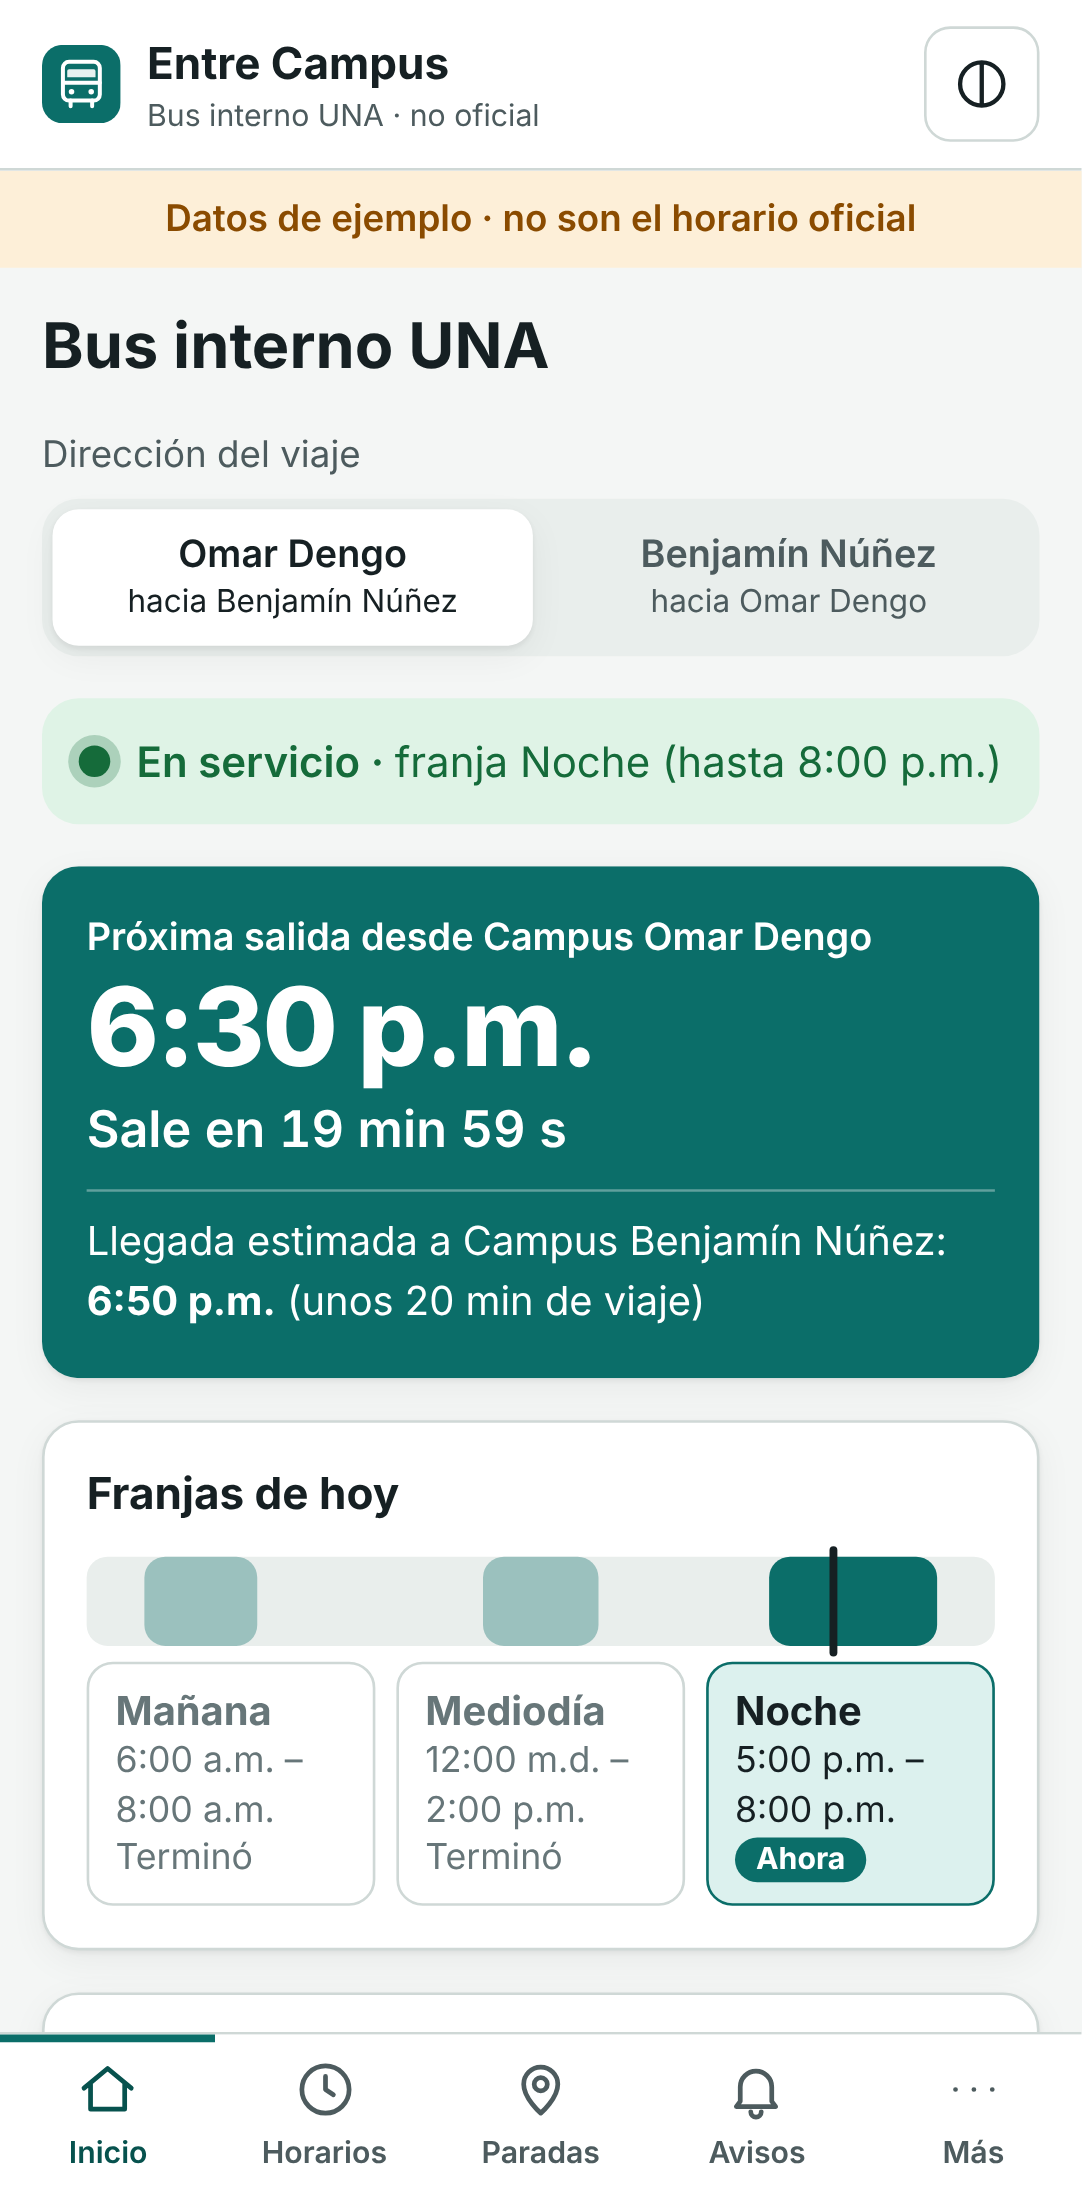 Entre Campus
Bus interno UNA · no oficial
Datos de ejemplo · no son el horario oficial
Bus interno UNA
Dirección del viaje
Omar Dengo
hacia Benjamín Núñez
Benjamín Núñez
hacia Omar Dengo
En servicio · franja Noche (hasta 8:00 p.m.)
Próxima salida desde Campus Omar Dengo
6:30 p.m.
Sale en 19 min 59 s
Llegada estimada a Campus Benjamín Núñez:
6:50 p.m. (unos 20 min de viaje)
Franjas de hoy
Mañana
6:00 a.m. –
8:00 a.m.
Terminó
Mediodía
12:00 m.d. –
2:00 p.m.
Terminó
Noche
5:00 p.m. –
8:00 p.m.
Ahora
Inicio
Horarios
Paradas
Avisos
Más